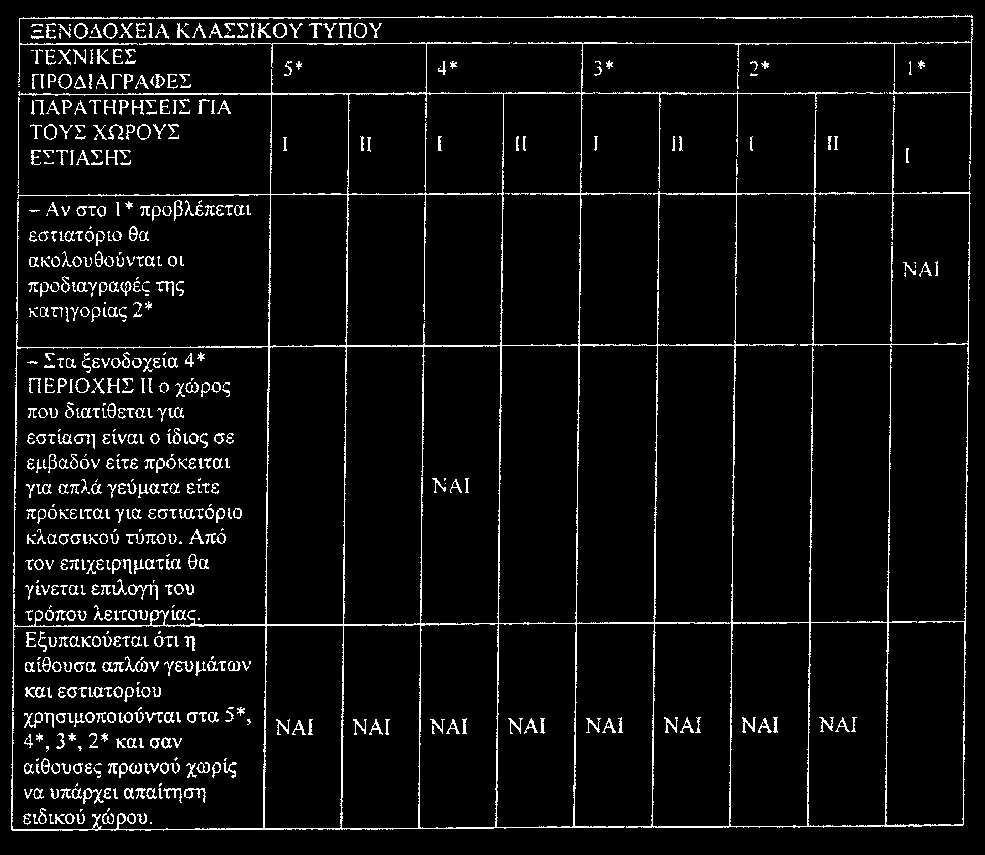 ΞΕΝΟΔΟΧΕΙΑ ΚΛΑΣΣΙΚΟΥ ΤΥΠΟΥ
ΤΕΧΝΙΚΕΣ
ΠΡΟΔΙΑΓΡΑΦΕΣ
5* 4* 3* 2* 1*
ΠΑΡΑΤΗΡΗΣΕΙΣ ΓΙΑ
ΤΟΥΣ ΧΩΡΟΥΣ
ΕΣΤΙΑΣΗΣ
I II I II I II I II I
– Αν στο 1* προβλέπεται
εστιατόριο θα
ακολουθούνται οι
προδιαγραφές της
κατηγορίας 2*
ΝΑΙ
– Στα ξενοδοχεία 4*
ΠΕΡΙΟΧΗΣ ΙΙ ο χώρος
που διατίθεται για
εστίαση είναι ο ίδιος σε
εμβαδόν είτε πρόκειται
για απλά γεύματα είτε
πρόκειται για εστιατόριο
κλασσικού τύπου. Από
τον επιχειρηματία θα
γίνεται επιλογή του
τρόπου λειτουργίας.
ΝΑΙ
Εξυπακούεται ότι η
αίθουσα απλών γευμάτων
και εστιατορίου
χρησιμοποιούνται στα 5*,
4*, 3*, 2* και σαν
αίθουσες πρωινού χωρίς
να υπάρχει απαίτηση
ειδικού χώρου.
ΝΑΙ ΝΑΙ ΝΑΙ ΝΑΙ ΝΑΙ ΝΑΙ ΝΑΙ ΝΑΙ